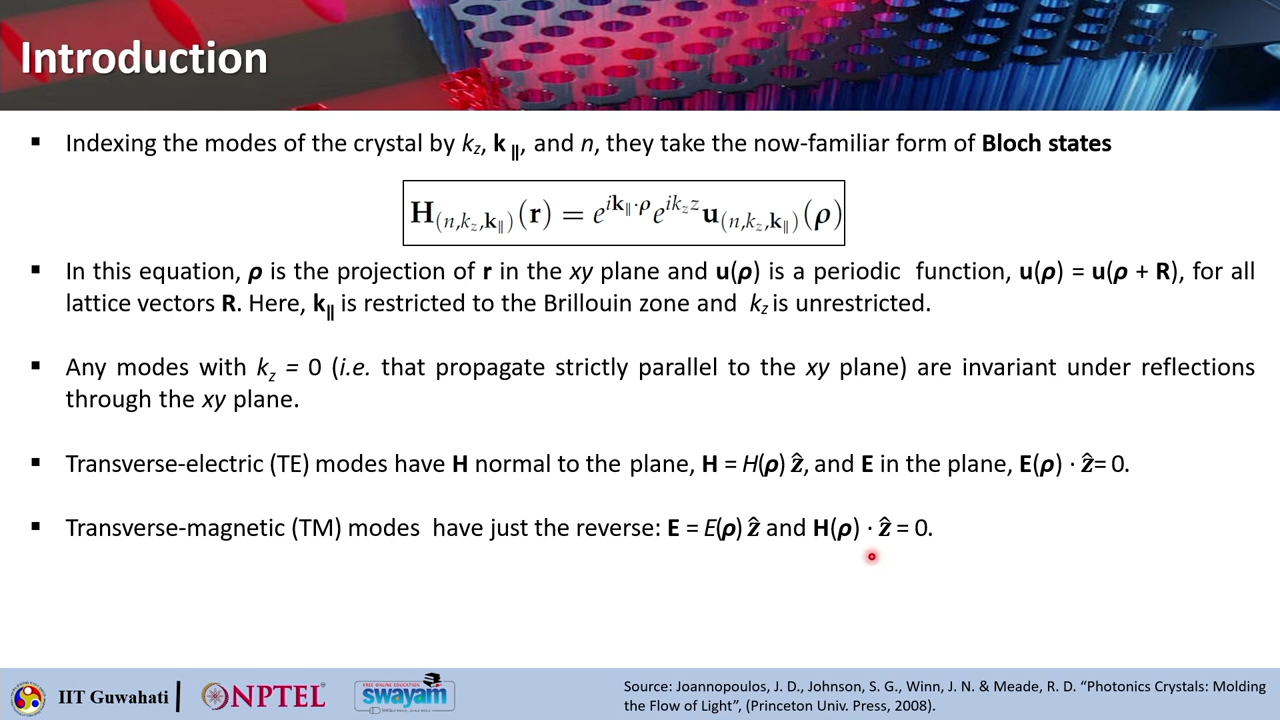 Introduction
▪ Indexing the modes of the crystal by k_z, k_∥, and n, they take the now-familiar form of Bloch states
H_(n,k_z,k_∥)(r) = e^{ik_∥·ρ} e^{ik_z z} u_(n,k_z,k_∥)(ρ)
▪ In this equation, ρ is the projection of r in the xy plane and u(ρ) is a periodic function, u(ρ) = u(ρ + R), for all
lattice vectors R. Here, k_∥ is restricted to the Brillouin zone and k_z is unrestricted.
▪ Any modes with k_z = 0 (i.e. that propagate strictly parallel to the xy plane) are invariant under reflections
through the xy plane.
▪ Transverse-electric (TE) modes have H normal to the plane, H = H(ρ) ẑ, and E in the plane, E(ρ) · ẑ= 0.
▪ Transverse-magnetic (TM) modes have just the reverse: E = E(ρ) ẑ and H(ρ) · ẑ = 0.
IIT Guwahati
NPTEL
FREE ONLINE EDUCATION
swayam
Source: Joannopoulos, J. D, Johnson, S. G., Winn, J. N. & Meade, R. D. “Photonics Crystals: Molding
the Flow of Light”, (Princeton Univ. Press, 2008).